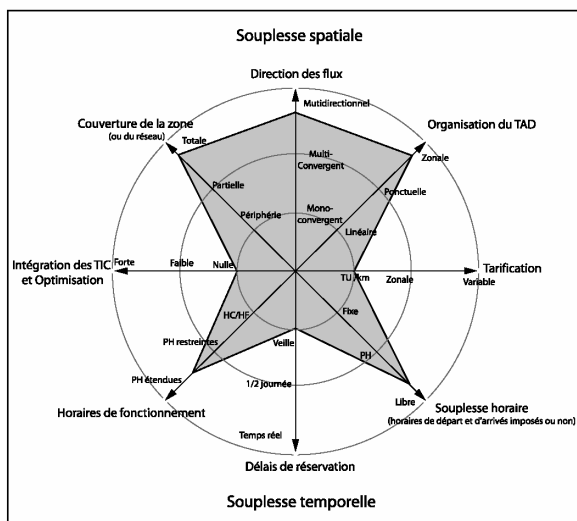 Souplesse spatiale
Direction des flux
Mutidirectionnel
Organisation du TAD
Couverture de la zone
(ou du réseau)
Totale
Zonale
Multi-
Convergent
Partielle
Ponctuelle
Mono-
convergent
Périphérie
Linéaire
Intégration des TIC
et Optimisation
Forte
Faible
Nulle
TU /km
Zonale
Variable
Tarification
HC/HF
Fixe
PH restreintes
Veille
PH
PH étendues
1/2 journée
Libre
Horaires de fonctionnement
Souplesse horaire
(horaires de départ et d'arrivés imposés ou non)
Temps réel
Délais de réservation
Souplesse temporelle